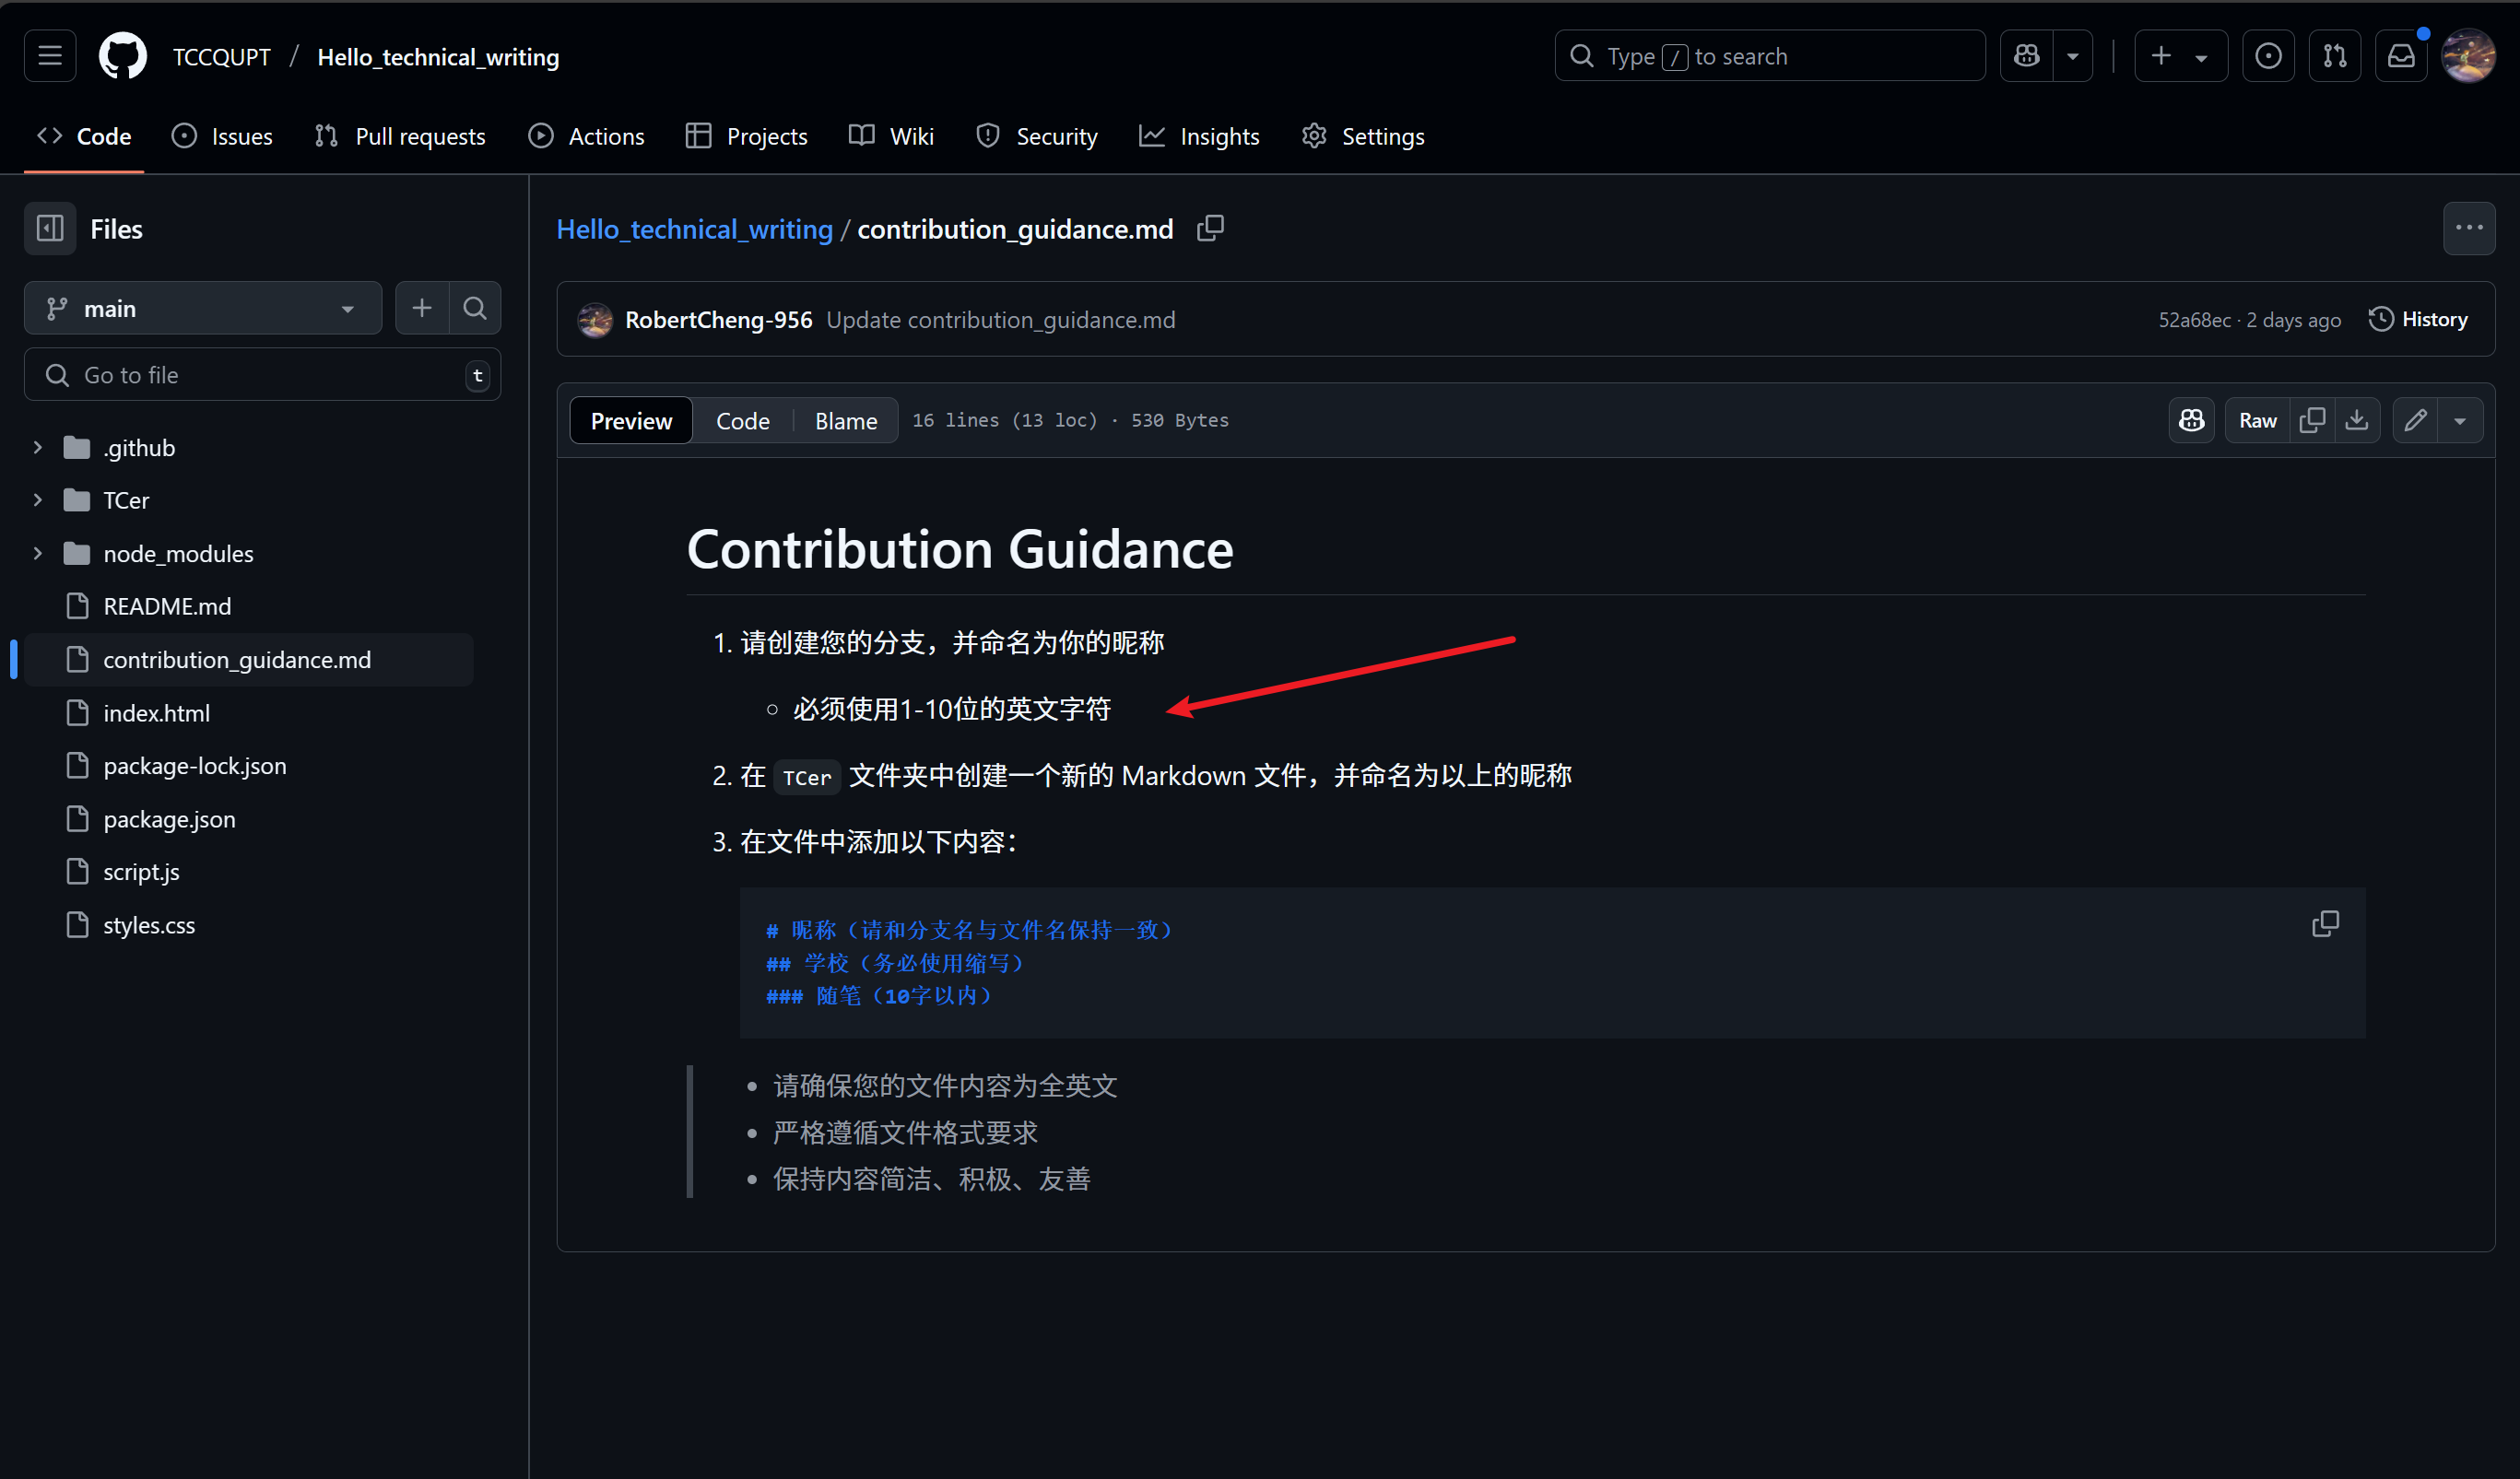 TCCQUPT / Hello_technical_writing
Type / to search
Code Issues Pull requests Actions Projects Wiki Security Insights Settings
Files
main
Go to file t
.github
TCer
node_modules
README.md
contribution_guidance.md
index.html
package-lock.json
package.json
script.js
styles.css
Hello_technical_writing / contribution_guidance.md
RobertCheng-956 Update contribution_guidance.md 52a68ec · 2 days ago History
Preview Code Blame 16 lines (13 loc) · 530 Bytes Raw
Contribution Guidance
1. 请创建您的分支，并命名为你的昵称
必须使用1-10位的英文字符
2. 在 TCer 文件夹中创建一个新的 Markdown 文件，并命名为以上的昵称
3. 在文件中添加以下内容：
# 昵称（请和分支名与文件名保持一致）
## 学校（务必使用缩写）
### 随笔（10字以内）
请确保您的文件内容为全英文
严格遵循文件格式要求
保持内容简洁、积极、友善